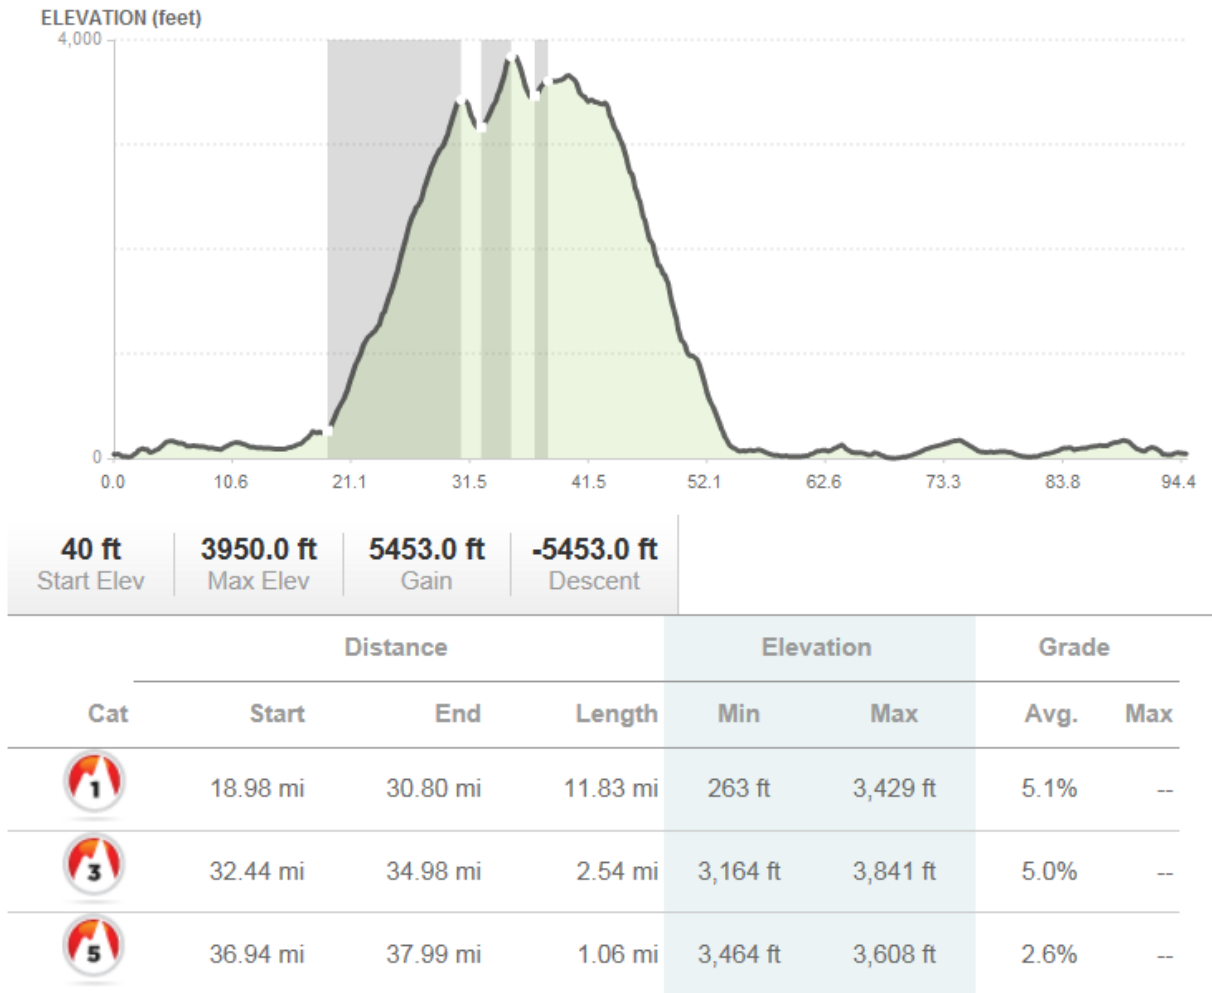 ELEVATION (feet)
4,000
0
0.0 10.6 21.1 31.5 41.5 52.1 62.6 73.3 83.8 94.4
40 ft 3950.0 ft 5453.0 ft -5453.0 ft
Start Elev Max Elev Gain Descent
Distance Elevation Grade
Cat Start End Length Min Max Avg. Max
1 18.98 mi 30.80 mi 11.83 mi 263 ft 3,429 ft 5.1% --
3 32.44 mi 34.98 mi 2.54 mi 3,164 ft 3,841 ft 5.0% --
5 36.94 mi 37.99 mi 1.06 mi 3,464 ft 3,608 ft 2.6% --